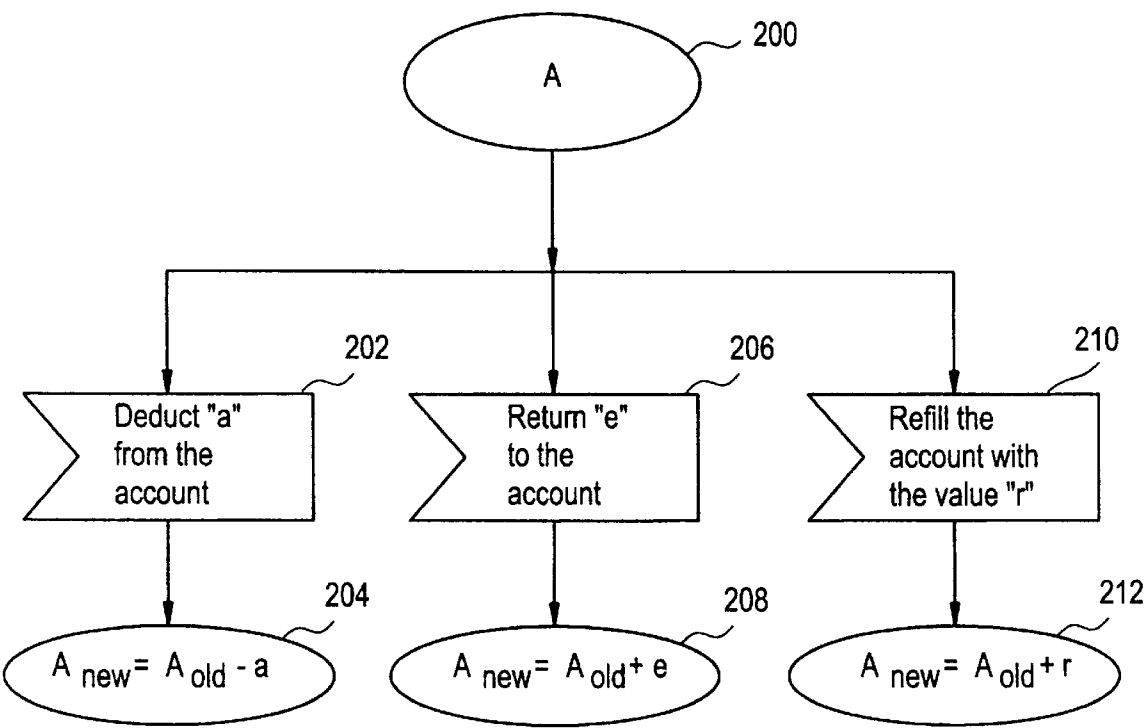 200
A
202
206
210
Deduct "a"
from the
account
Return "e"
to the
account
Refill the
account with
the value "r"
204
208
212
A new = A old - a
A new = A old + e
A new = A old + r